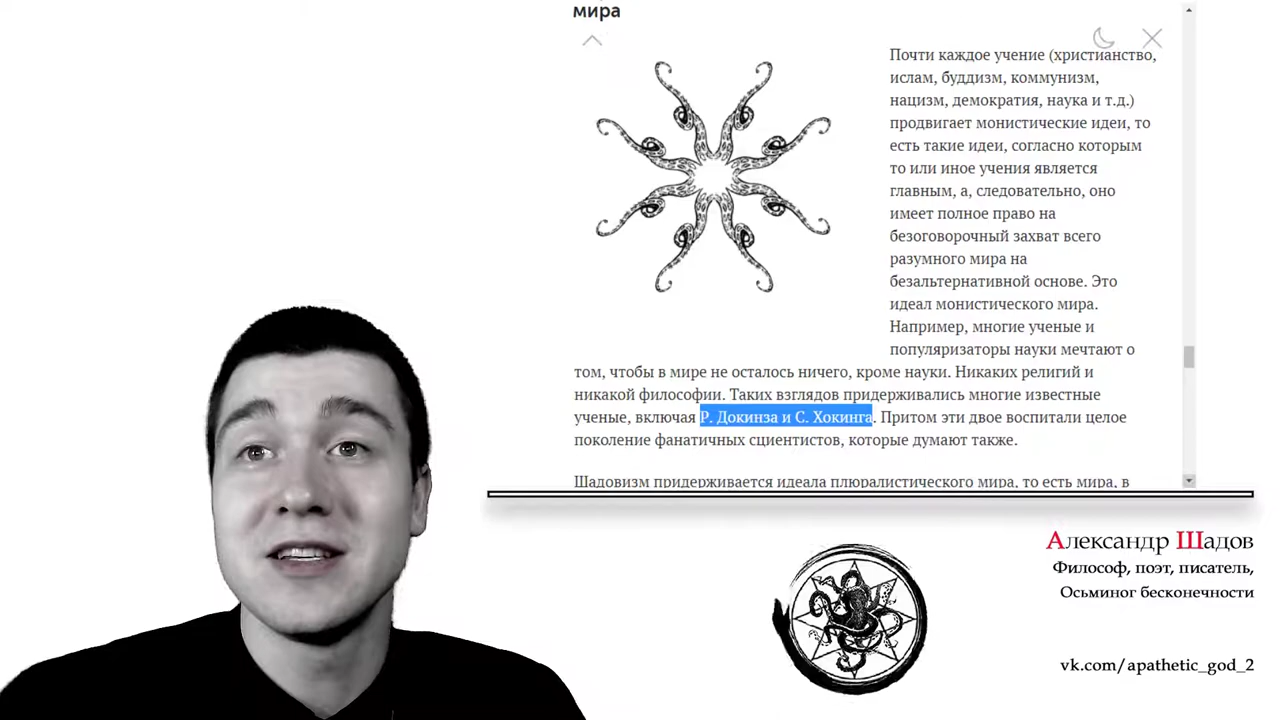 мира
Почти каждое учение (христианство,
ислам, буддизм, коммунизм,
нацизм, демократия, наука и т.д.)
продвигает монистические идеи, то
есть такие идеи, согласно которым
то или иное учения является
главным, а, следовательно, оно
имеет полное право на
безоговорочный захват всего
разумного мира на
безальтернативной основе. Это
идеал монистического мира.
Например, многие ученые и
популяризаторы науки мечтают о
том, чтобы в мире не осталось ничего, кроме науки. Никаких религий и
никакой философии. Таких взглядов придерживались многие известные
ученые, включая Р. Докинза и С. Хокинга. Притом эти двое воспитали целое
поколение фанатичных сциентистов, которые думают также.
Шадовизм придерживается идеала плюралистического мира, то есть мира, в
Александр Шадов
Философ, поэт, писатель,
Осьминог бесконечности
vk.com/apathetic_god_2